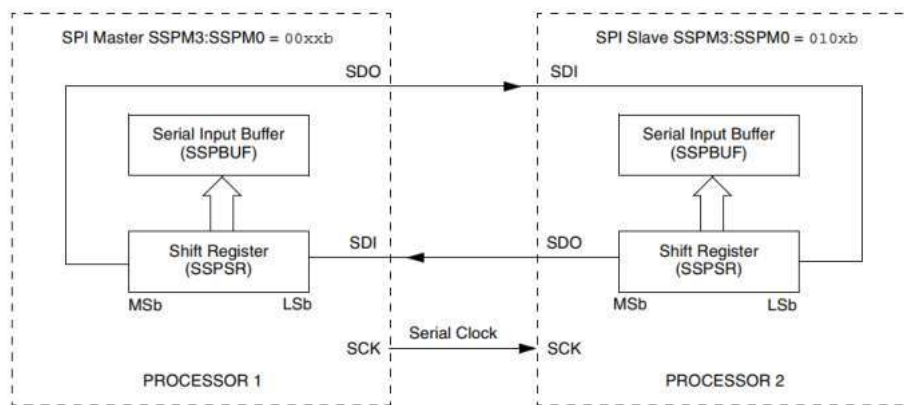 SPI Master SSPM3:SSPM0 = 00xxb
SPI Slave SSPM3:SSPM0 = 010xb
SDO
SDI
Serial Input Buffer
(SSPBUF)
Serial Input Buffer
(SSPBUF)
Shift Register
(SSPSR)
SDI
SDO
Shift Register
(SSPSR)
MSb
LSb
MSb
LSb
Serial Clock
SCK
SCK
PROCESSOR 1
PROCESSOR 2